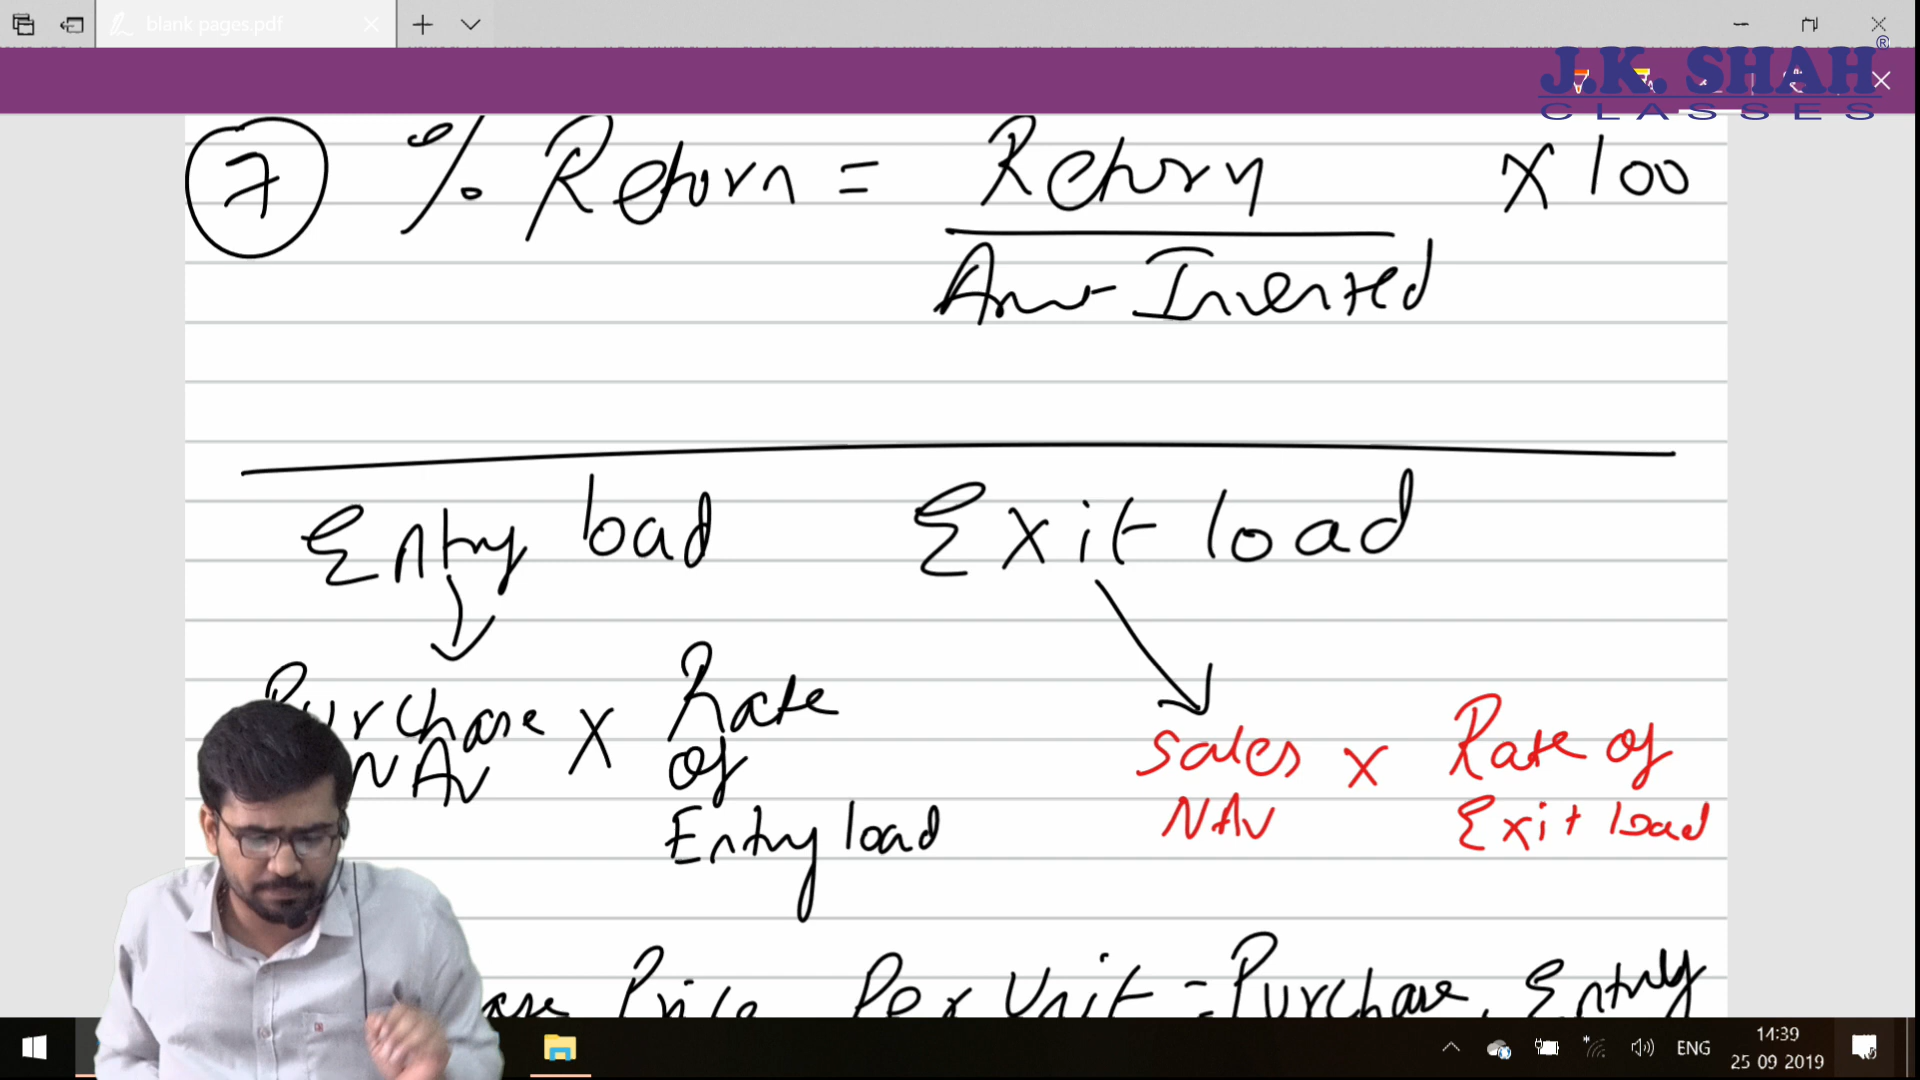 blank pages.pdf
J.K. SHAH®
CLASSES
7 % Return = Return × 100
Amt Invested
Entry load Exit load
Purchase NAV × Rate of Entry load
Sales NAV × Rate of Exit load
Price Per Unit = Purchase Entry
ENG
14:39
25 09 2019